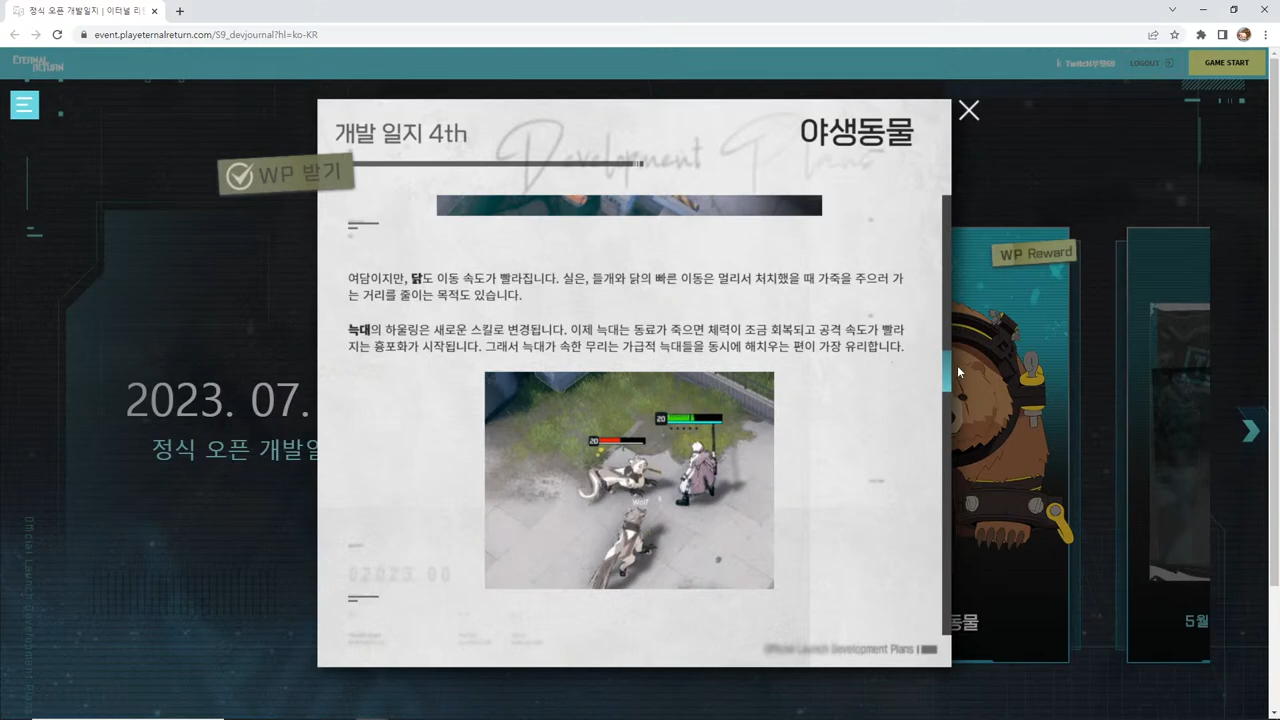 정식 오픈 개발일지 | 이터널 리
event.playeternalreturn.com/S9_devjournal?hl=ko-KR
ETERNAL RETURN
LOGOUT
GAME START
개발 일지 4th
야생동물
Development Plans
WP 받기
WP Reward
여담이지만, 닭도 이동 속도가 빨라집니다. 실은, 들개와 닭의 빠른 이동은 멀리서 처치했을 때 가죽을 주으러 가
는 거리를 줄이는 목적도 있습니다.
늑대의 하울링은 새로운 스킬로 변경됩니다. 이제 늑대는 동료가 죽으면 체력이 조금 회복되고 공격 속도가 빨라
지는 흉포화가 시작됩니다. 그래서 늑대가 속한 무리는 가급적 늑대들을 동시에 해치우는 편이 가장 유리합니다.
2023. 07.
정식 오픈 개발일
20
20
Wolf
동물
5월
Official Launch Development Plans
Official Launch Development Plans